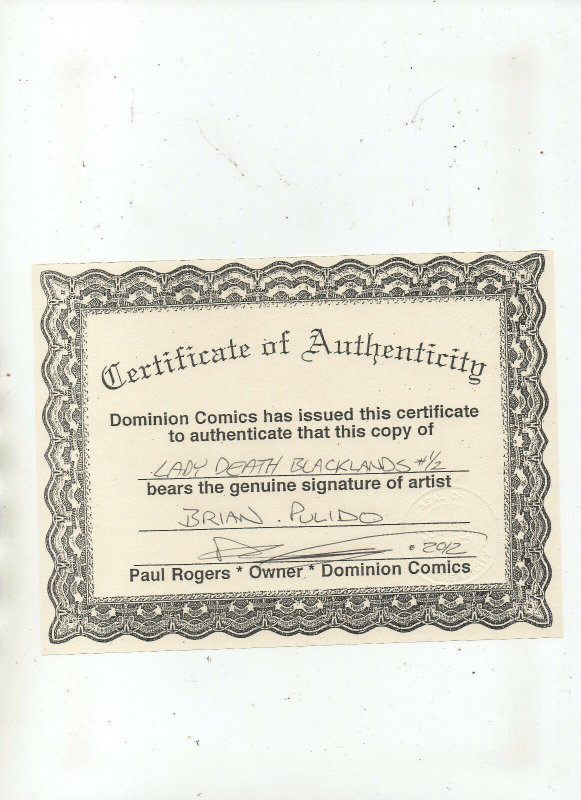 Certificate of Authenticity
Dominion Comics has issued this certificate
to authenticate that this copy of
LADY DEATH BLACKLANDS #1/2
bears the genuine signature of artist
BRIAN . PULIDO
. 2012
Paul Rogers * Owner * Dominion Comics